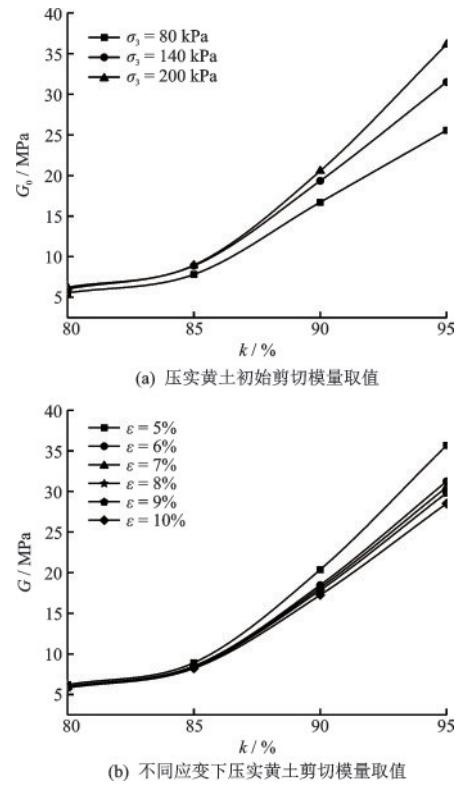 40
35
30
25
20
15
10
5
G₀ / MPa
σ₃ = 80 kPa
σ₃ = 140 kPa
σ₃ = 200 kPa
80 85 90 95
k / %
(a) 压实黄土初始剪切模量取值
40
35
30
25
20
15
10
5
G / MPa
ε = 5%
ε = 6%
ε = 7%
ε = 8%
ε = 9%
ε = 10%
80 85 90 95
k / %
(b) 不同应变下压实黄土剪切模量取值